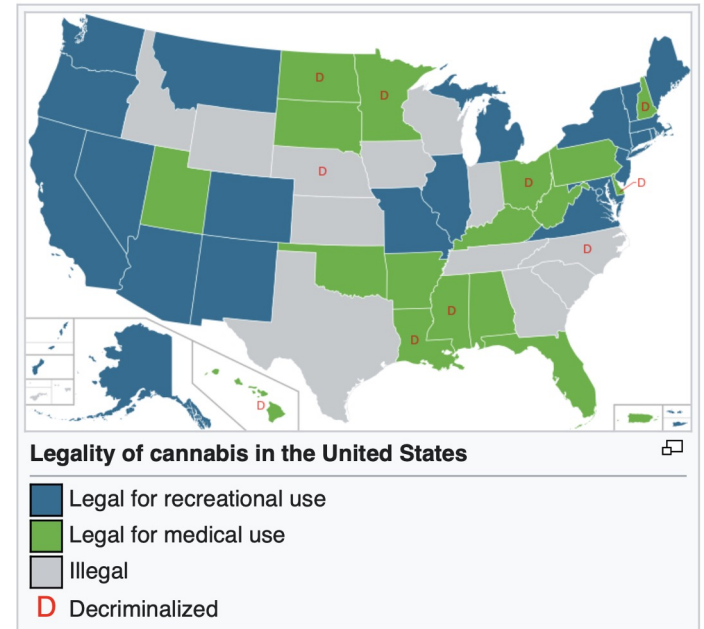 D
D
D
D
D
D
D
D
D
D
Legality of cannabis in the United States
Legal for recreational use
Legal for medical use
Illegal
D Decriminalized